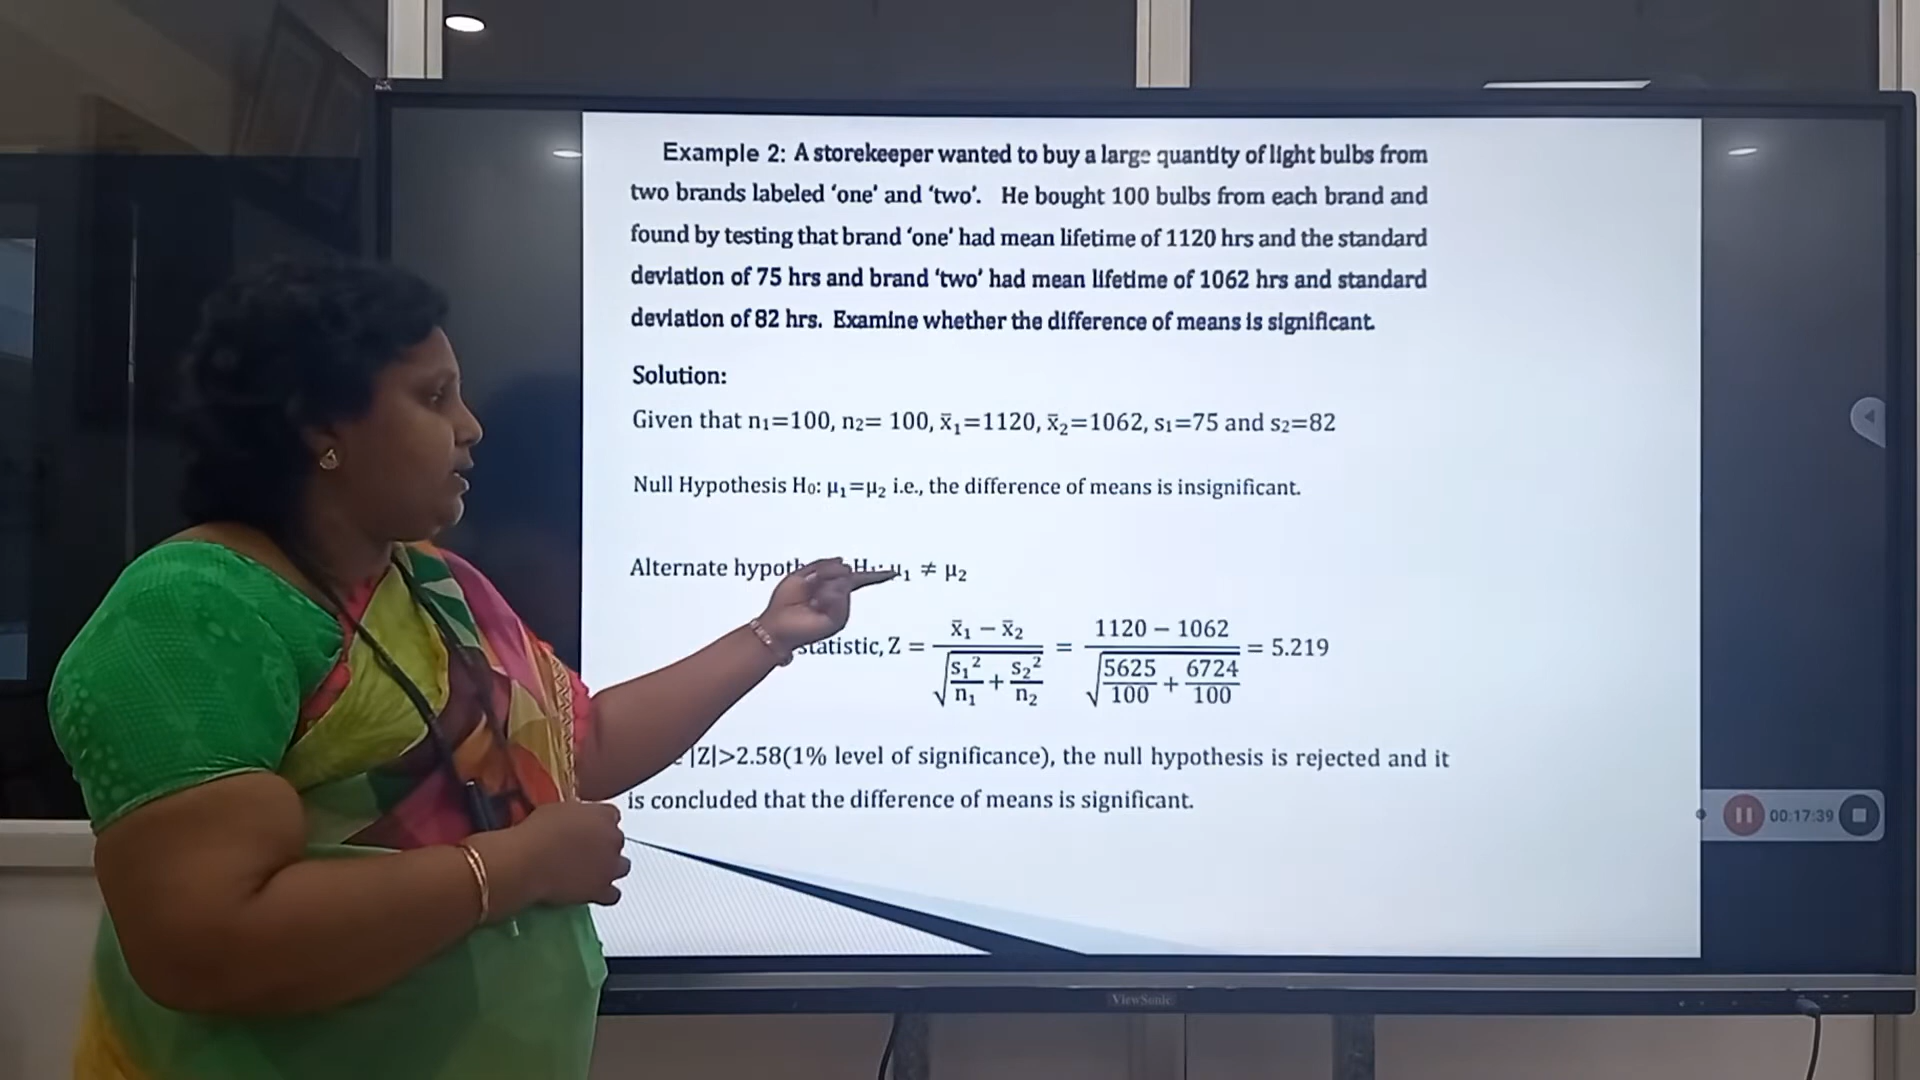 Example 2: A storekeeper wanted to buy a large quantity of light bulbs from
two brands labeled ‘one’ and ‘two’. He bought 100 bulbs from each brand and
found by testing that brand ‘one’ had mean lifetime of 1120 hrs and the standard
deviation of 75 hrs and brand ‘two’ had mean lifetime of 1062 hrs and standard
deviation of 82 hrs. Examine whether the difference of means is significant.
Solution:
Given that n₁=100, n₂= 100, x̄₁=1120, x̄₂=1062, s₁=75 and s₂=82
Null Hypothesis H₀: μ₁=μ₂ i.e., the difference of means is insignificant.
Alternate H₁: μ₁ ≠ μ₂
statistic, Z = (x̄₁ − x̄₂) / √(s₁²/n₁ + s₂²/n₂) = (1120 − 1062) / √(5625/100 + 6724/100) = 5.219
|Z|>2.58(1% level of significance), the null hypothesis is rejected and it
is concluded that the difference of means is significant.
00:17:39
ViewSonic